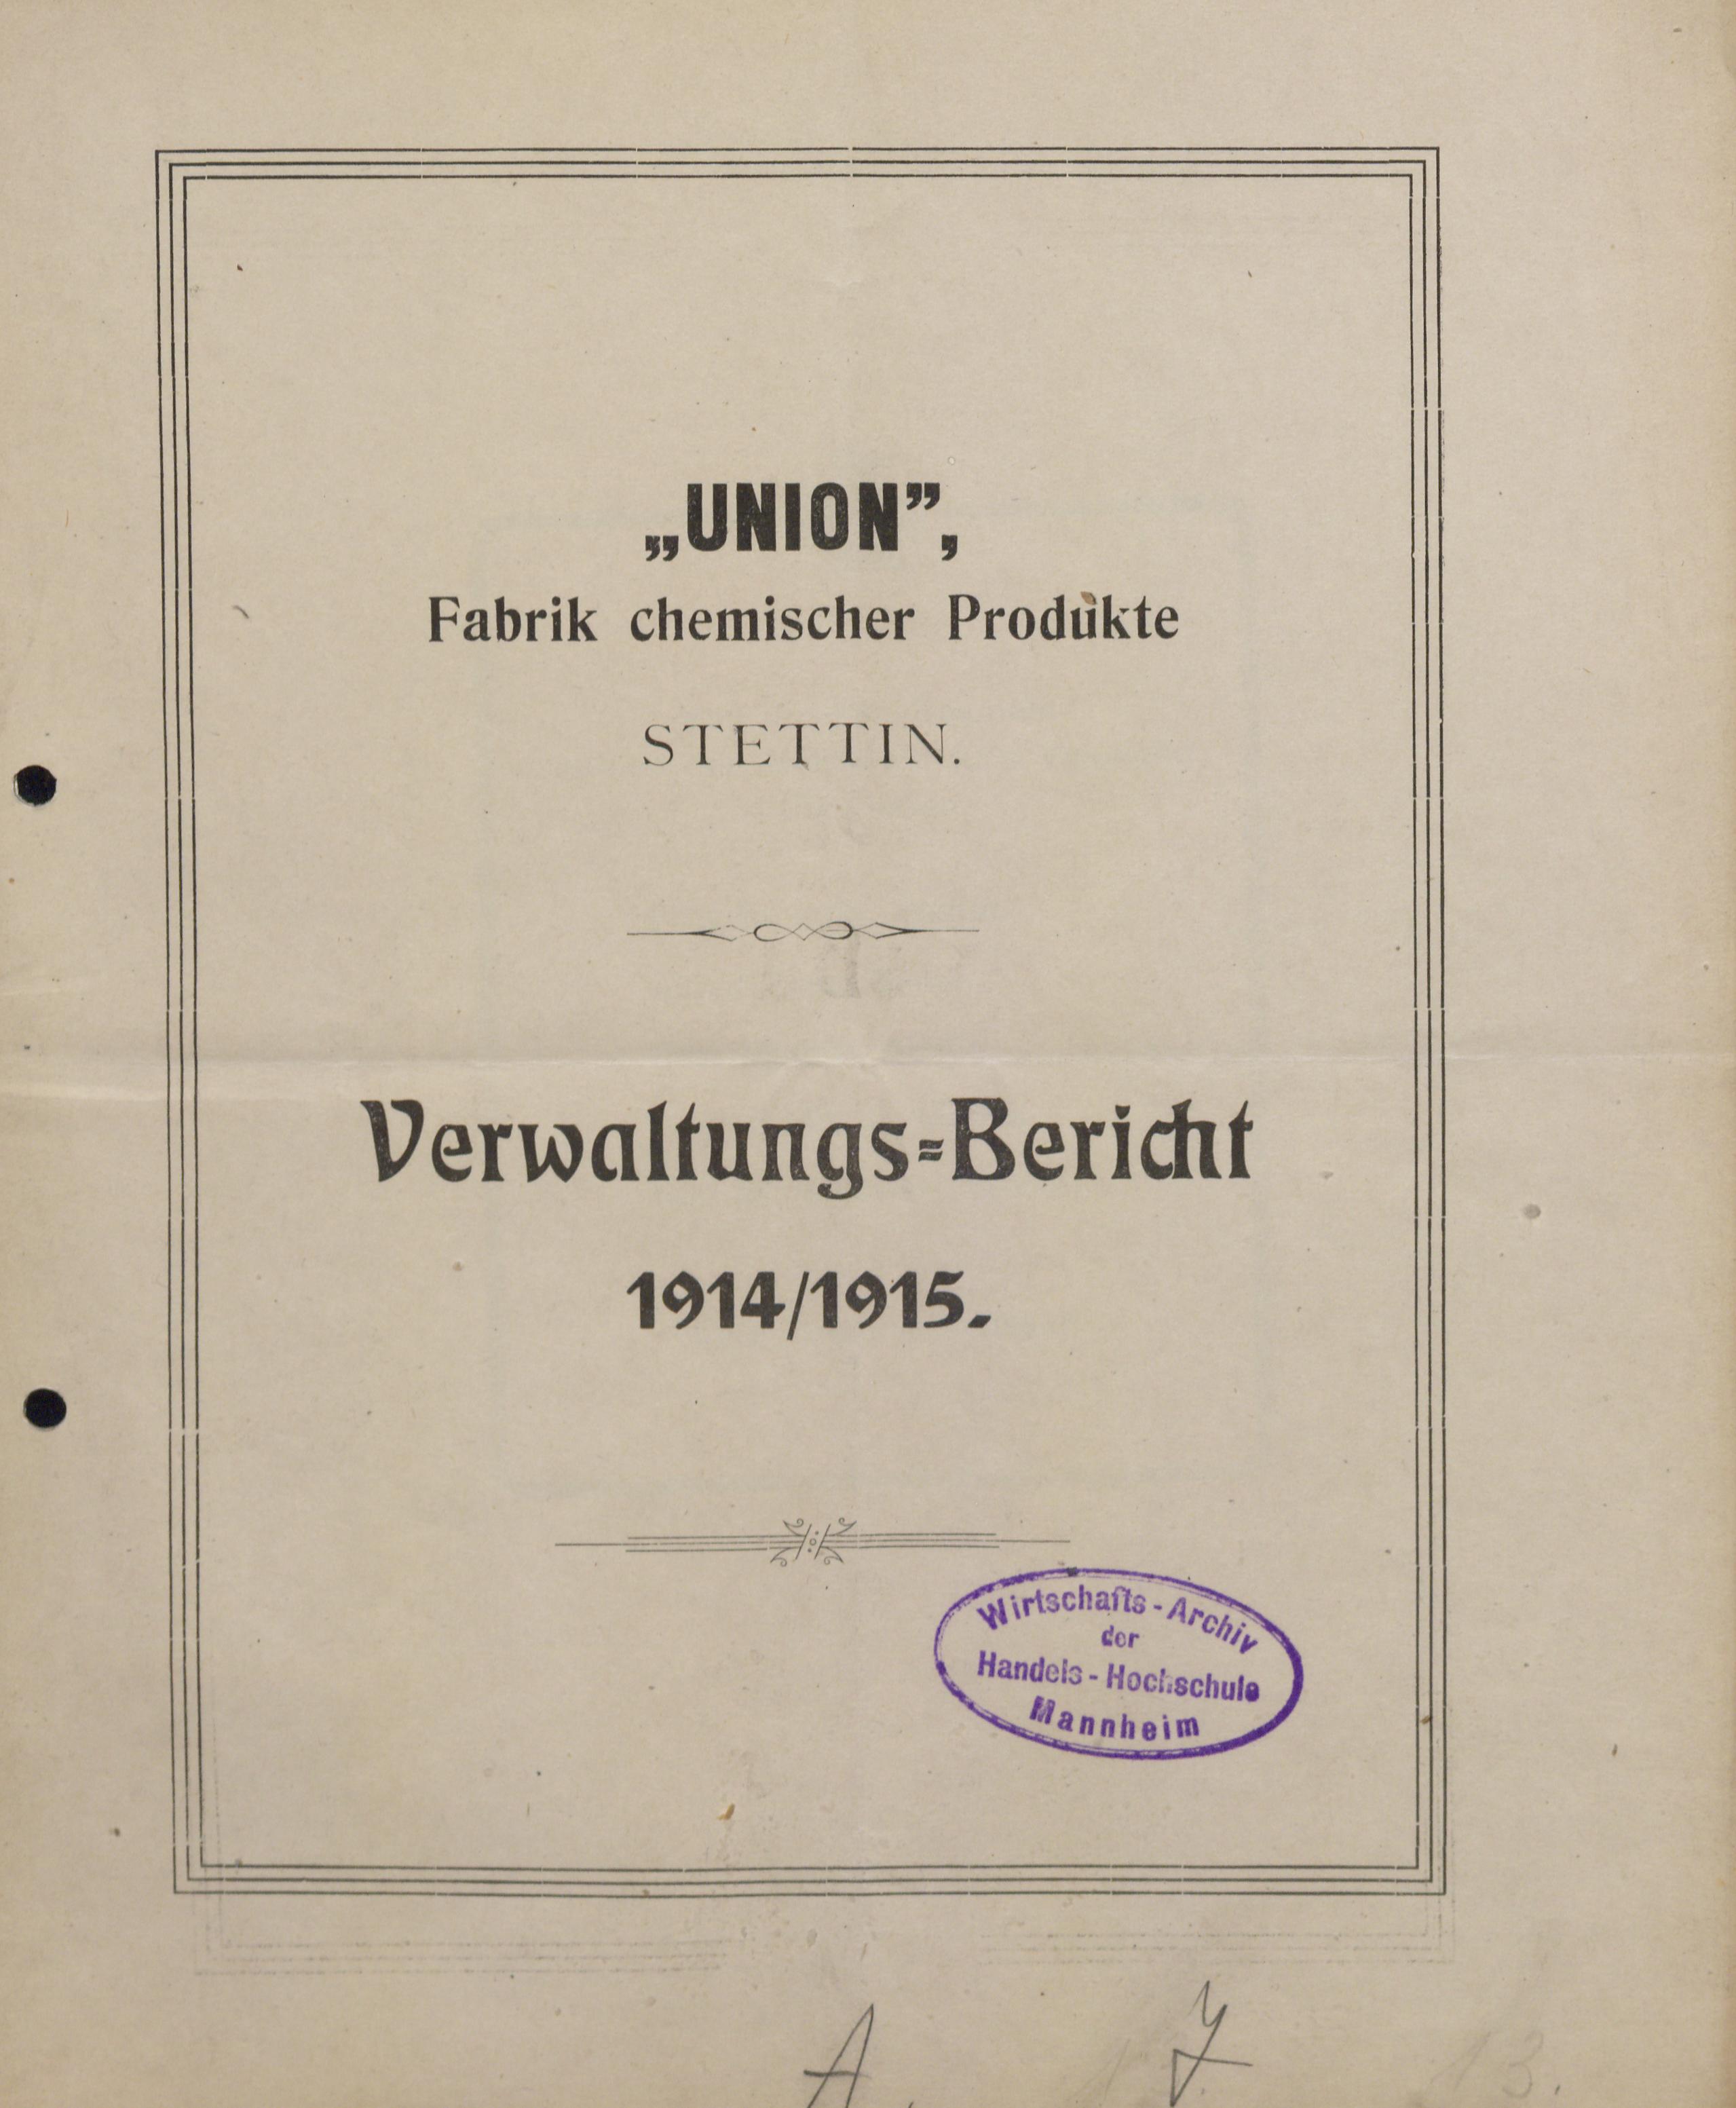 „UNION”,
Fabrik chemischer Produkte
STETTIN.
Verwaltungs=Bericht
1914/1915.
Wirtschafts-Archiv
der
Handels-Hochschule
Mannheim
A.